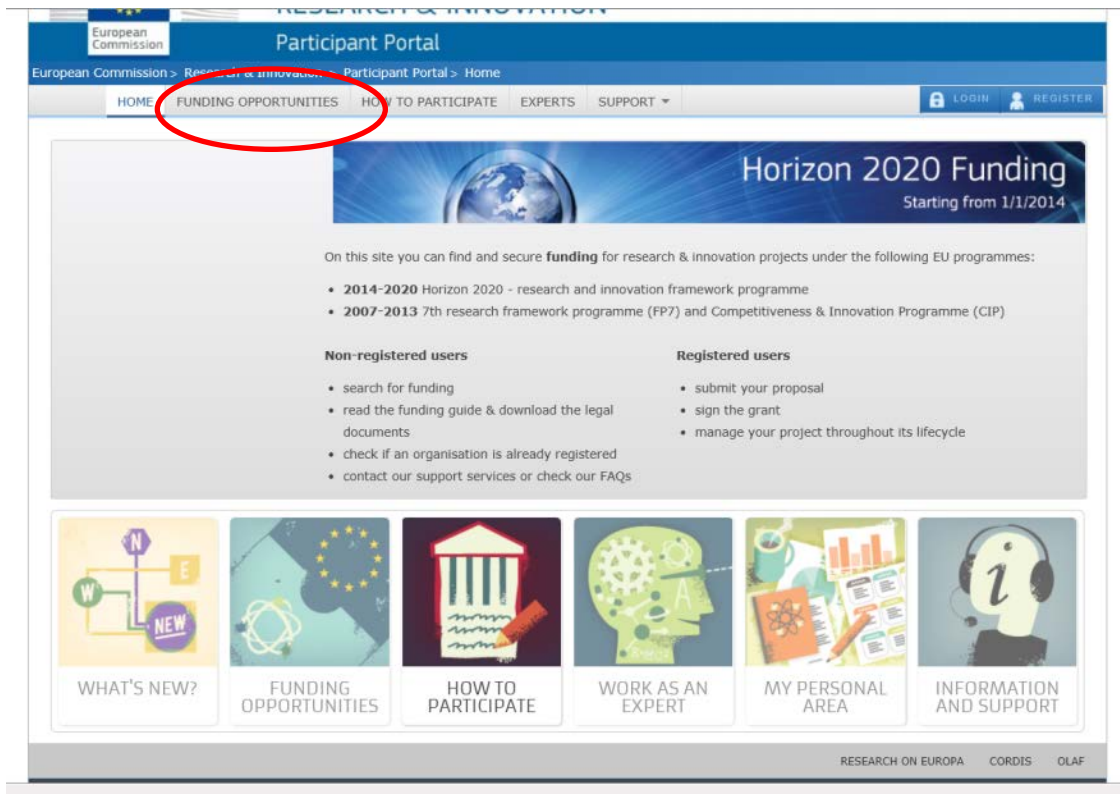 RESEARCH & INNOVATION
European
Commission
Participant Portal
European Commission > Research & Innovation > Participant Portal > Home
HOME FUNDING OPPORTUNITIES HOW TO PARTICIPATE EXPERTS SUPPORT LOGIN REGISTER
Horizon 2020 Funding
Starting from 1/1/2014
On this site you can find and secure funding for research & innovation projects under the following EU programmes:
• 2014-2020 Horizon 2020 - research and innovation framework programme
• 2007-2013 7th research framework programme (FP7) and Competitiveness & Innovation Programme (CIP)
Non-registered users
• search for funding
• read the funding guide & download the legal
documents
• check if an organisation is already registered
• contact our support services or check our FAQs
Registered users
• submit your proposal
• sign the grant
• manage your project throughout its lifecycle
N
W
E
NEW
A
i
WHAT'S NEW?
FUNDING
OPPORTUNITIES
HOW TO
PARTICIPATE
WORK AS AN
EXPERT
MY PERSONAL
AREA
INFORMATION
AND SUPPORT
RESEARCH ON EUROPA CORDIS OLAF